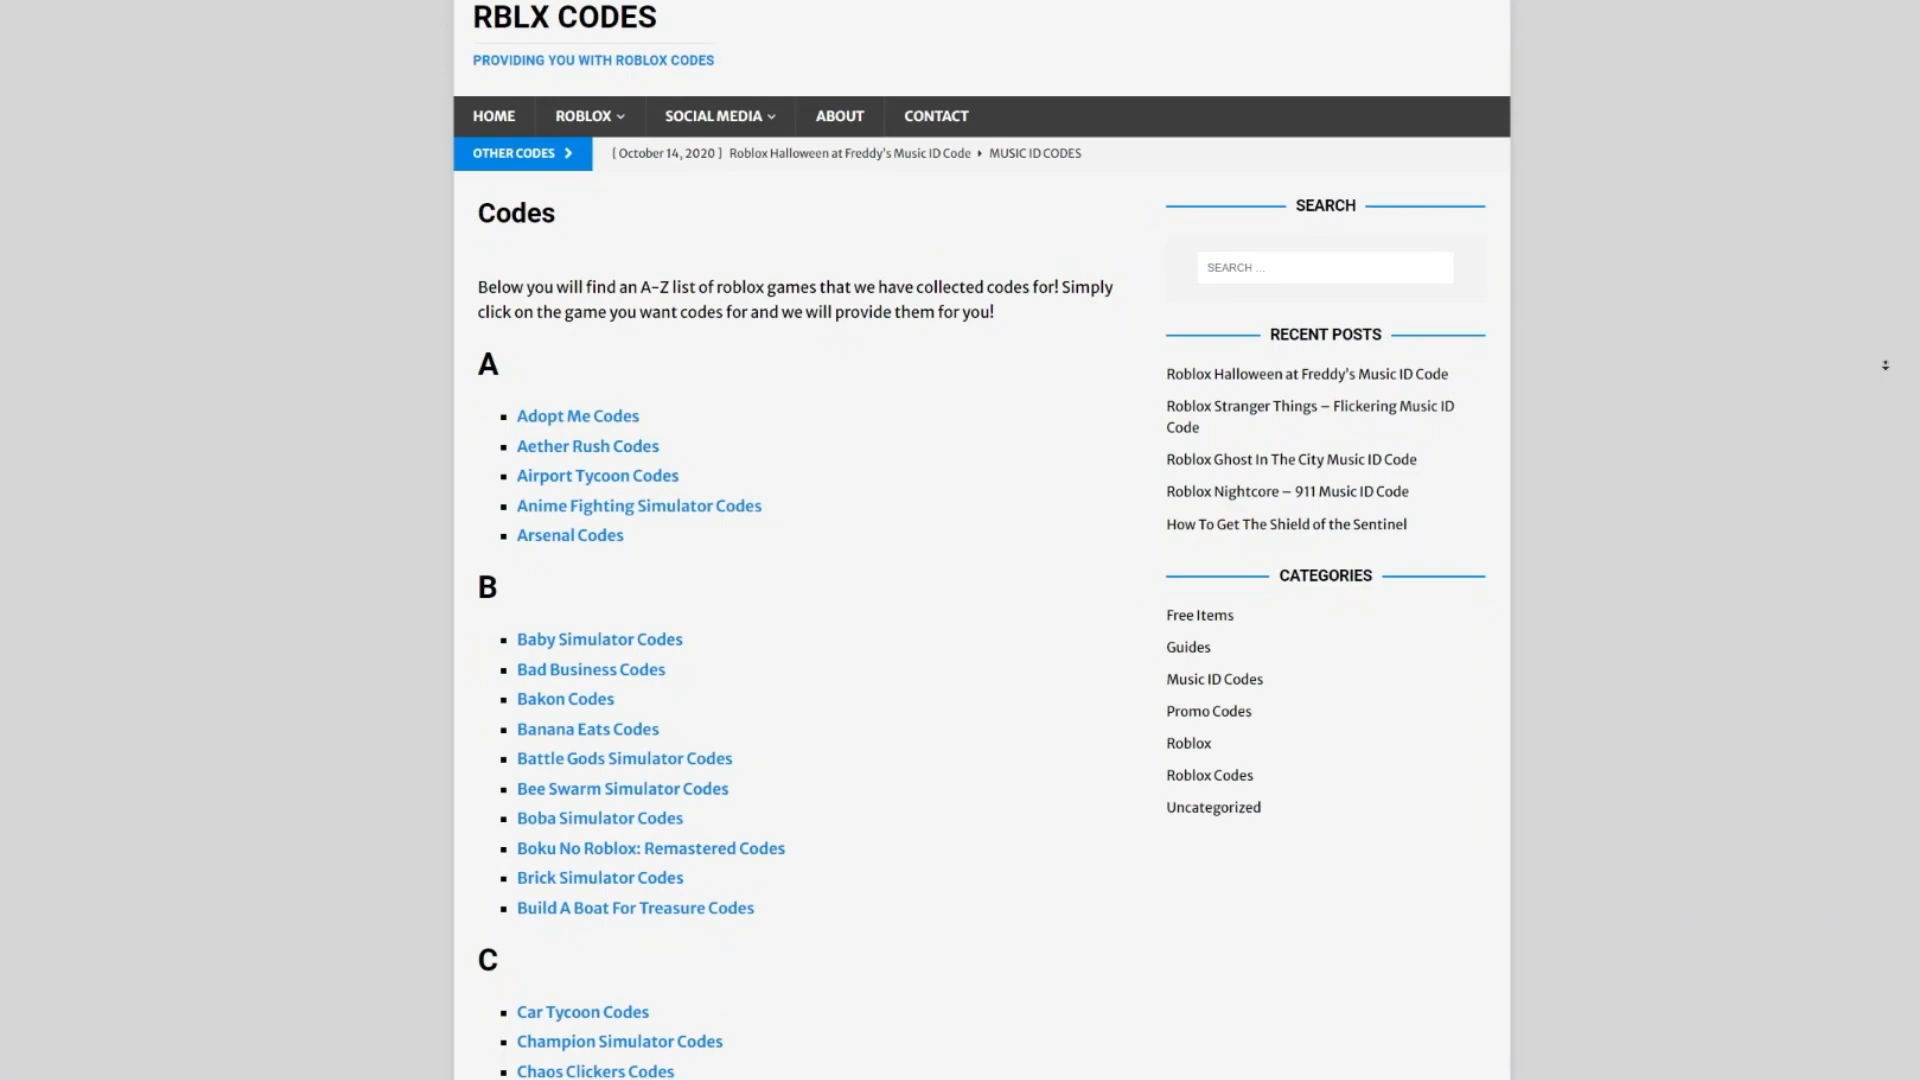 RBLX CODES
PROVIDING YOU WITH ROBLOX CODES
HOME ROBLOX SOCIAL MEDIA ABOUT CONTACT
OTHER CODES [ October 14, 2020 ] Roblox Halloween at Freddy's Music ID Code MUSIC ID CODES
Codes
Below you will find an A-Z list of roblox games that we have collected codes for! Simply
click on the game you want codes for and we will provide them for you!
A
Adopt Me Codes
Aether Rush Codes
Airport Tycoon Codes
Anime Fighting Simulator Codes
Arsenal Codes
B
Baby Simulator Codes
Bad Business Codes
Bakon Codes
Banana Eats Codes
Battle Gods Simulator Codes
Bee Swarm Simulator Codes
Boba Simulator Codes
Boku No Roblox: Remastered Codes
Brick Simulator Codes
Build A Boat For Treasure Codes
C
Car Tycoon Codes
Champion Simulator Codes
Chaos Clickers Codes
SEARCH
SEARCH ...
RECENT POSTS
Roblox Halloween at Freddy's Music ID Code
Roblox Stranger Things – Flickering Music ID
Code
Roblox Ghost In The City Music ID Code
Roblox Nightcore – 911 Music ID Code
How To Get The Shield of the Sentinel
CATEGORIES
Free Items
Guides
Music ID Codes
Promo Codes
Roblox
Roblox Codes
Uncategorized